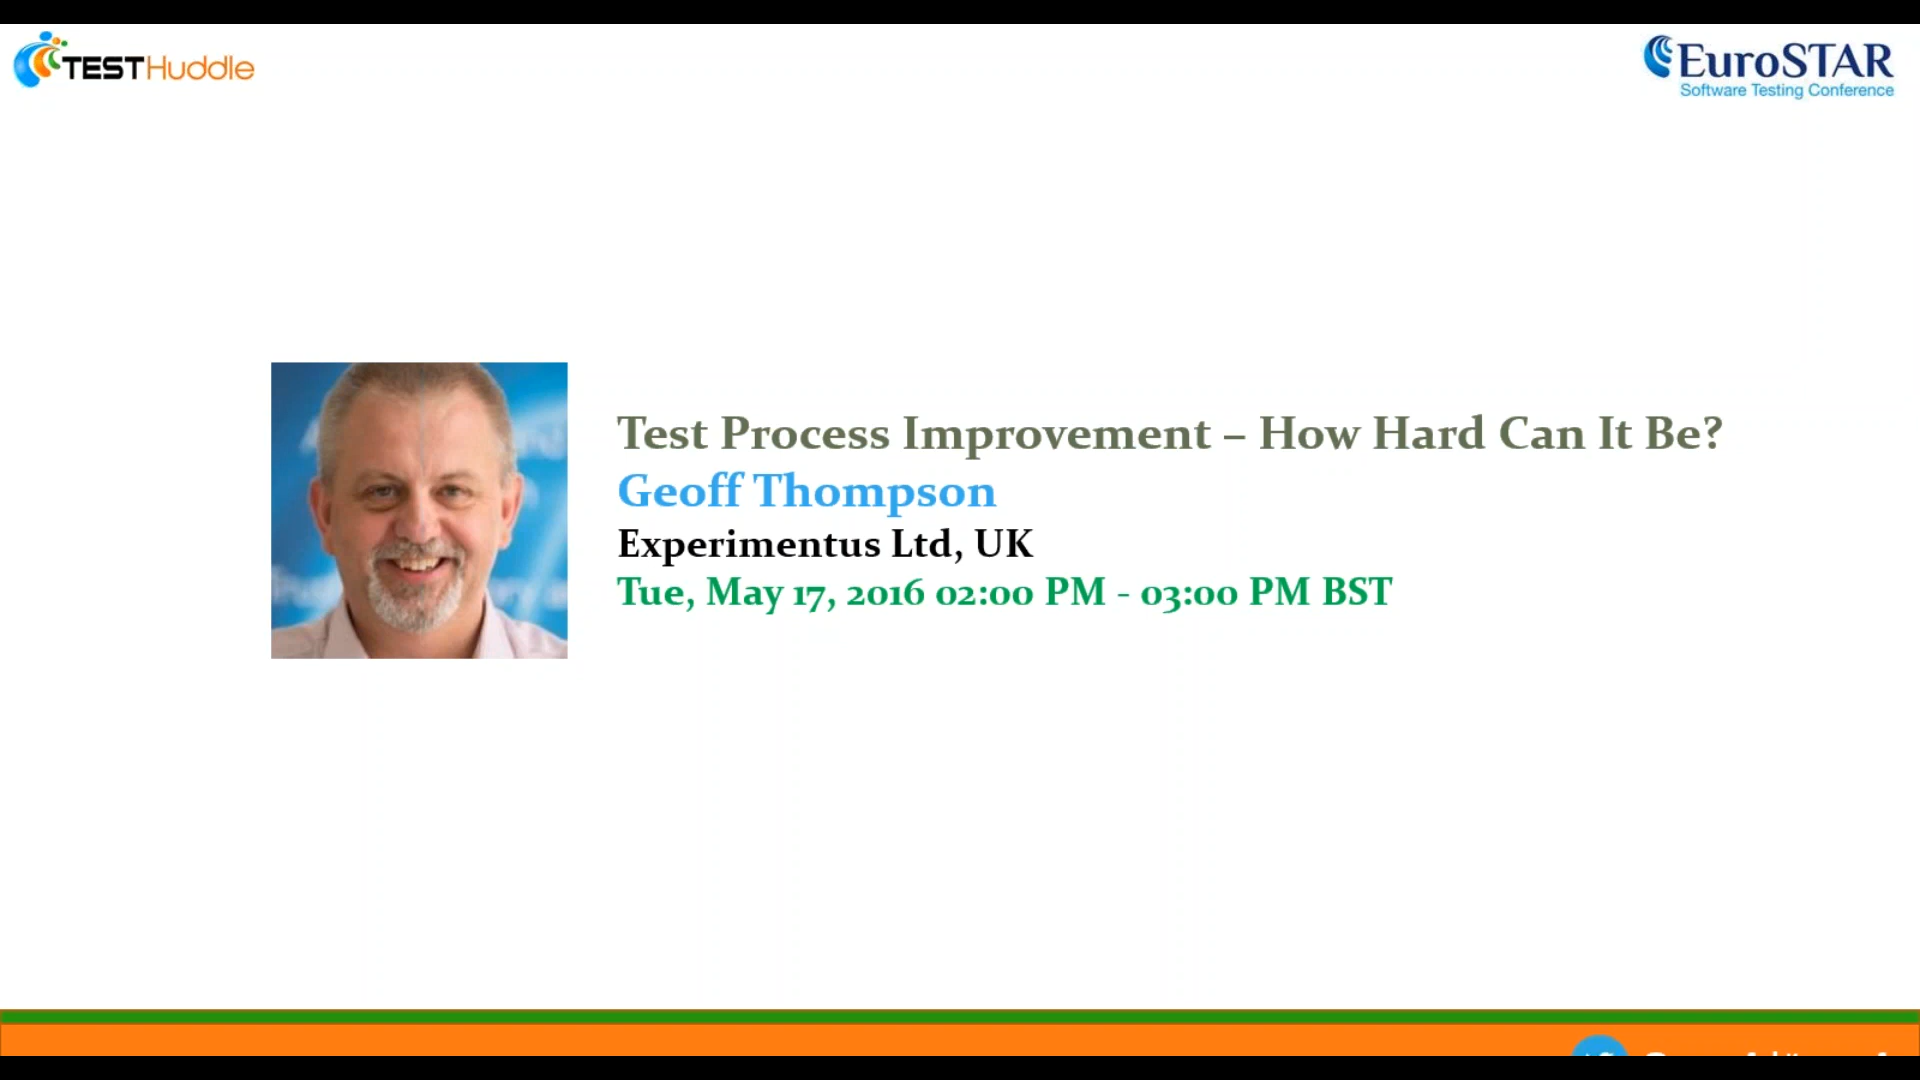 TESTHuddle
EuroSTAR
Software Testing Conference
Test Process Improvement – How Hard Can It Be?
Geoff Thompson
Experimentus Ltd, UK
Tue, May 17, 2016 02:00 PM - 03:00 PM BST